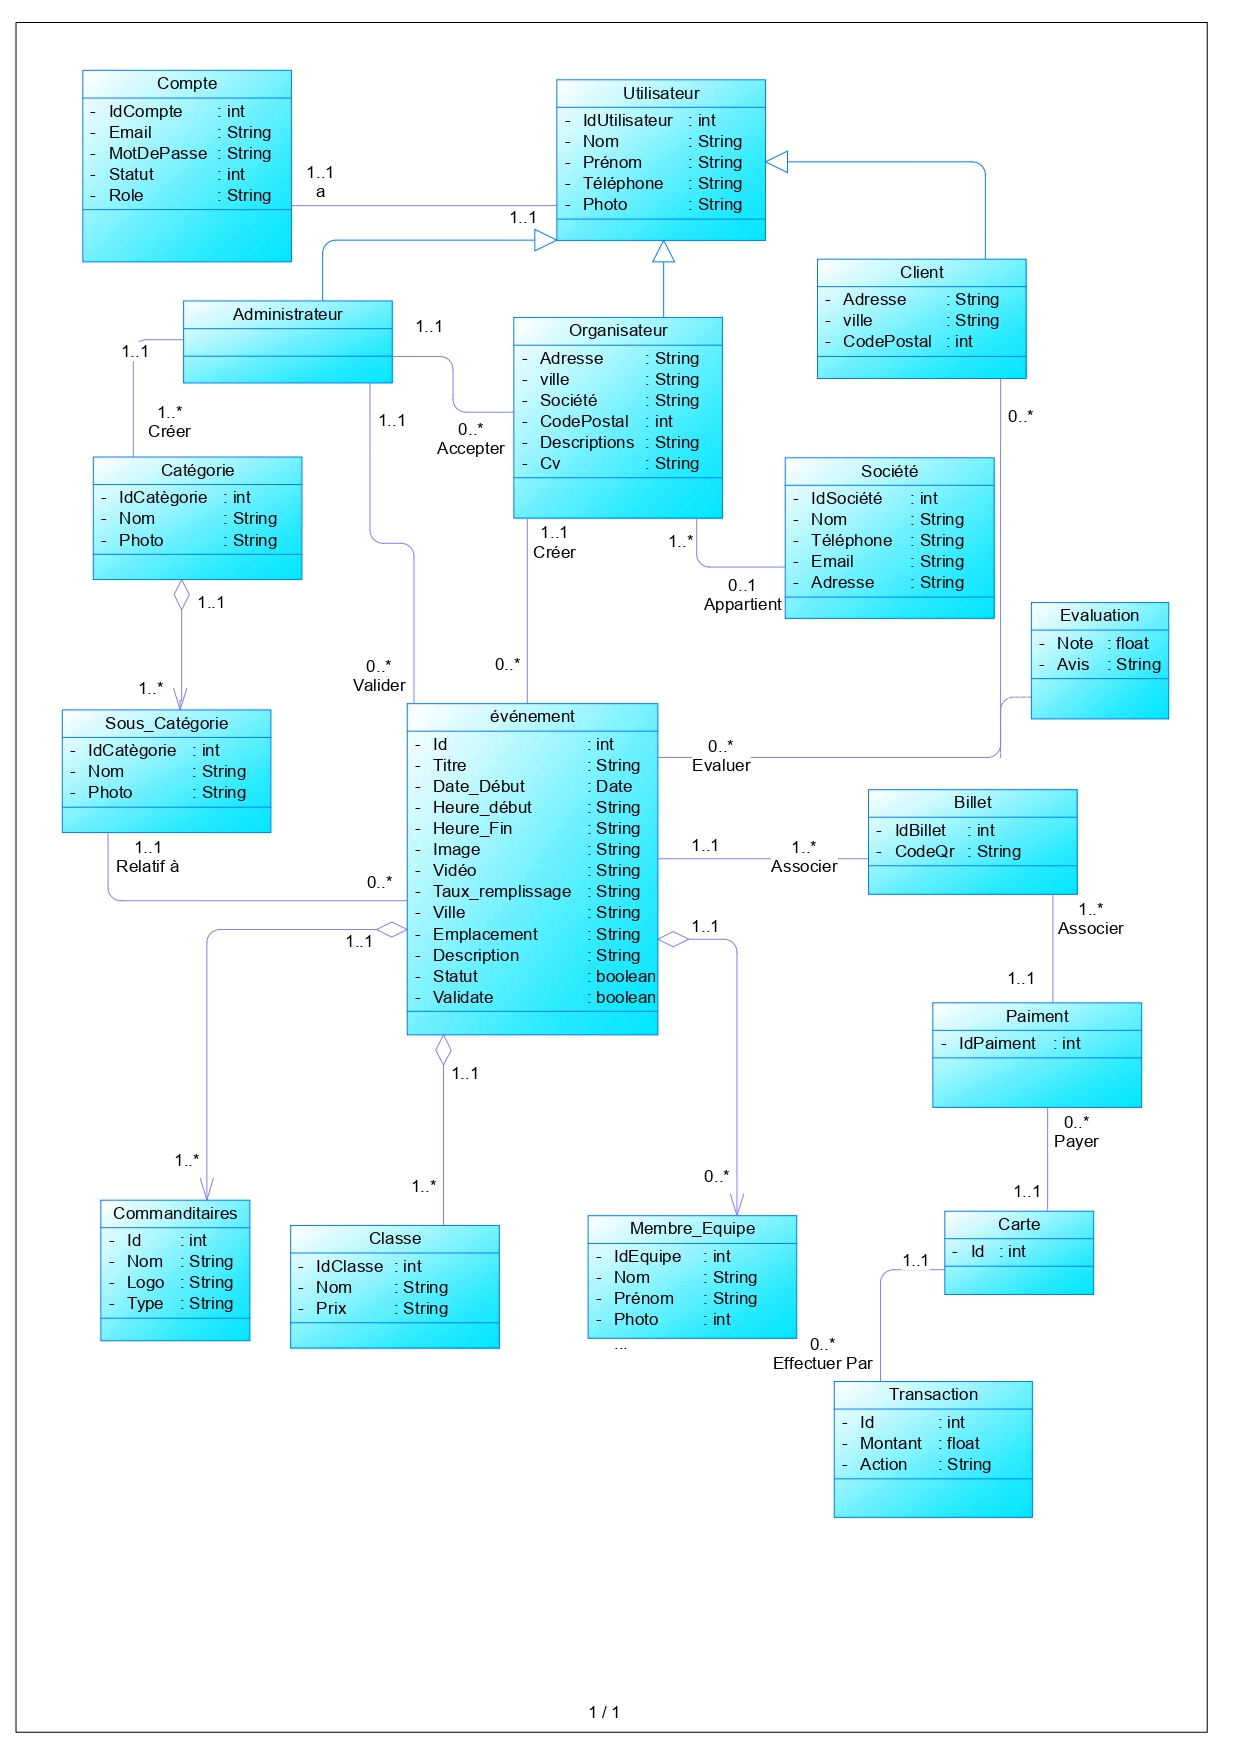 Compte
- IdCompte : int
- Email : String
- MotDePasse : String
- Statut : int
- Role : String
Utilisateur
- IdUtilisateur : int
- Nom : String
- Prénom : String
- Téléphone : String
- Photo : String
1..1
a
1..1
Client
- Adresse : String
- ville : String
- CodePostal : int
Administrateur
1..1
1..1
Organisateur
- Adresse : String
- ville : String
- Société : String
- CodePostal : int
- Descriptions : String
- Cv : String
1..*
Créer
1..1
0..*
Accepter
0..*
Catégorie
- IdCatègorie : int
- Nom : String
- Photo : String
Société
- IdSociété : int
- Nom : String
- Téléphone : String
- Email : String
- Adresse : String
1..1
Créer
1..*
0..1
Appartient
1..1
Evaluation
- Note : float
- Avis : String
0..*
Valider
0..*
1..*
Sous_Catégorie
- IdCatègorie : int
- Nom : String
- Photo : String
événement
- Id : int
- Titre : String
- Date_Début : Date
- Heure_début : String
- Heure_Fin : String
- Image : String
- Vidéo : String
- Taux_remplissage : String
- Ville : String
- Emplacement : String
- Description : String
- Statut : boolean
- Validate : boolean
0..*
Evaluer
Billet
- IdBillet : int
- CodeQr : String
1..1
1..*
Associer
1..1
Relatif à
0..*
1..1
1..1
1..*
Associer
1..1
Paiment
- IdPaiment : int
1..1
0..*
Payer
1..*
1..*
0..*
1..1
Commanditaires
- Id : int
- Nom : String
- Logo : String
- Type : String
Classe
- IdClasse : int
- Nom : String
- Prix : String
Membre_Equipe
- IdEquipe : int
- Nom : String
- Prénom : String
- Photo : int
...
Carte
- Id : int
1..1
0..*
Effectuer Par
Transaction
- Id : int
- Montant : float
- Action : String
1 / 1